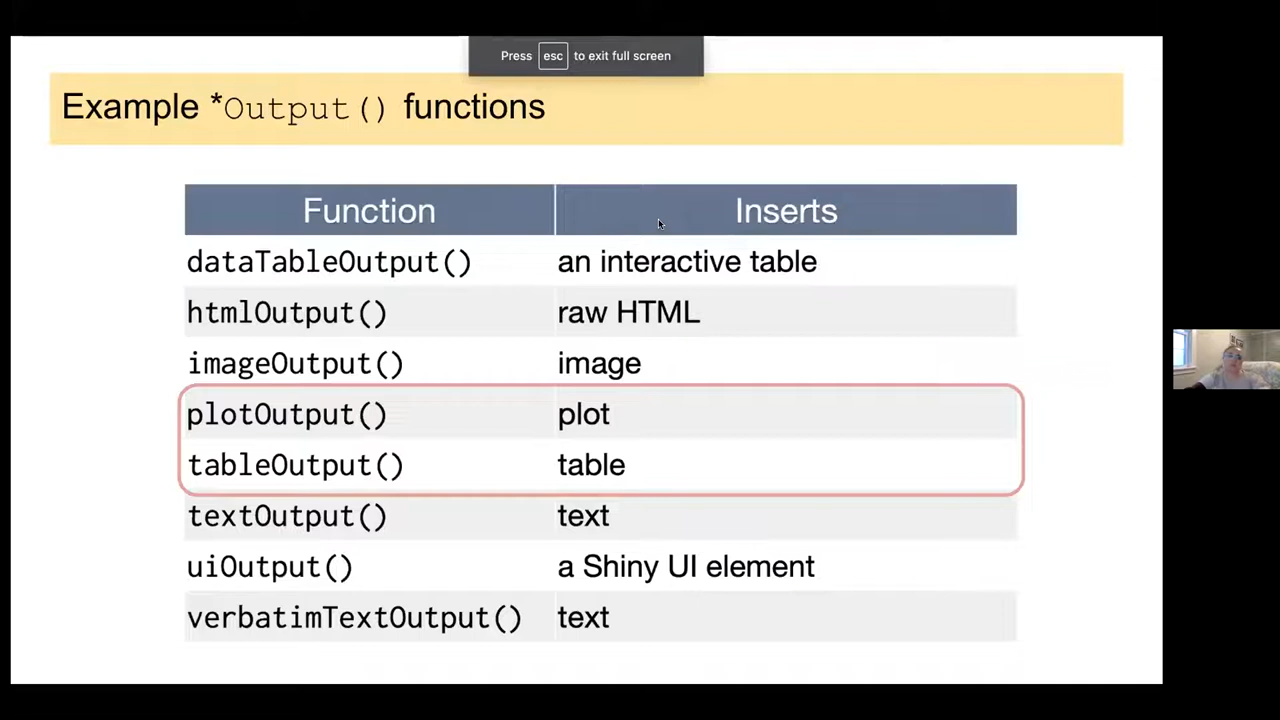 Press esc to exit full screen
Example *Output() functions
Function Inserts
dataTableOutput() an interactive table
htmlOutput() raw HTML
imageOutput() image
plotOutput() plot
tableOutput() table
textOutput() text
uiOutput() a Shiny UI element
verbatimTextOutput() text